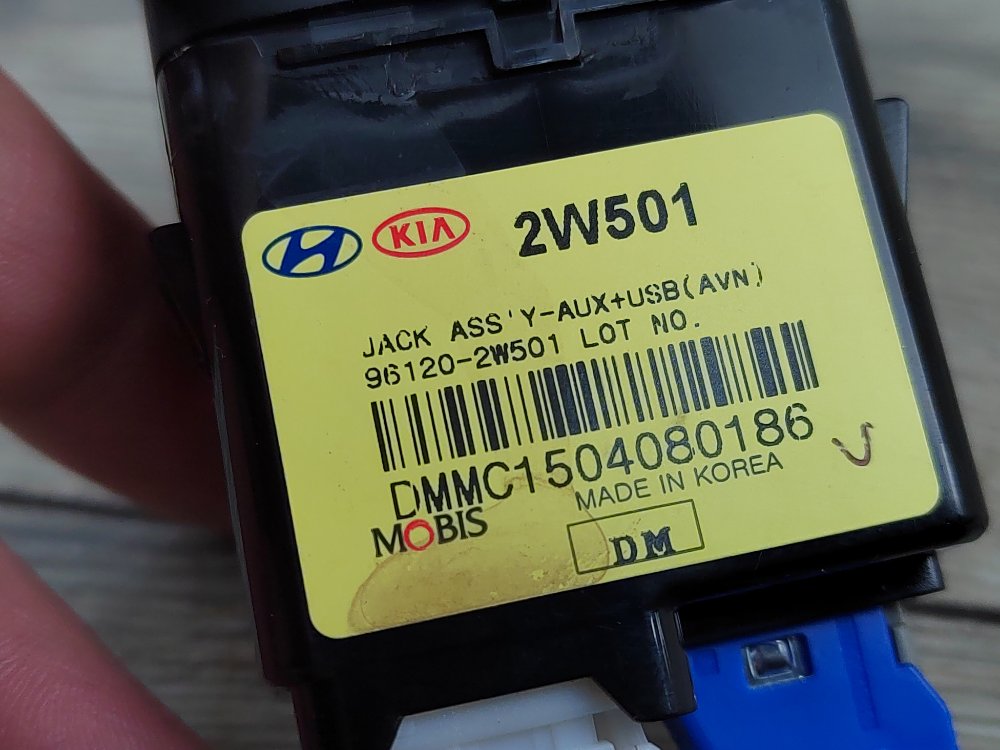 KIA 2W501
JACK ASS'Y-AUX+USB(AVN)
96120-2W501 LOT NO.
DMMC1504080186
MADE IN KOREA
MOBIS
DM